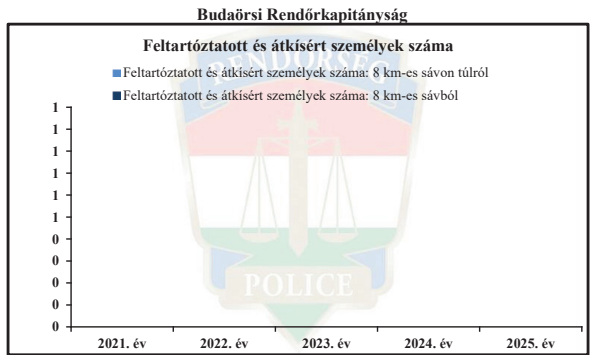 Budaörsi Rendőrkapitányság
Feltartóztatott és átkísért személyek száma
Feltartóztatott és átkísért személyek száma: 8 km-es sávon túlról
Feltartóztatott és átkísért személyek száma: 8 km-es sávból
RENDŐRSÉG
1
1
1
1
1
1
0
0
0
0
0
POLICE
2021. év 2022. év 2023. év 2024. év 2025. év